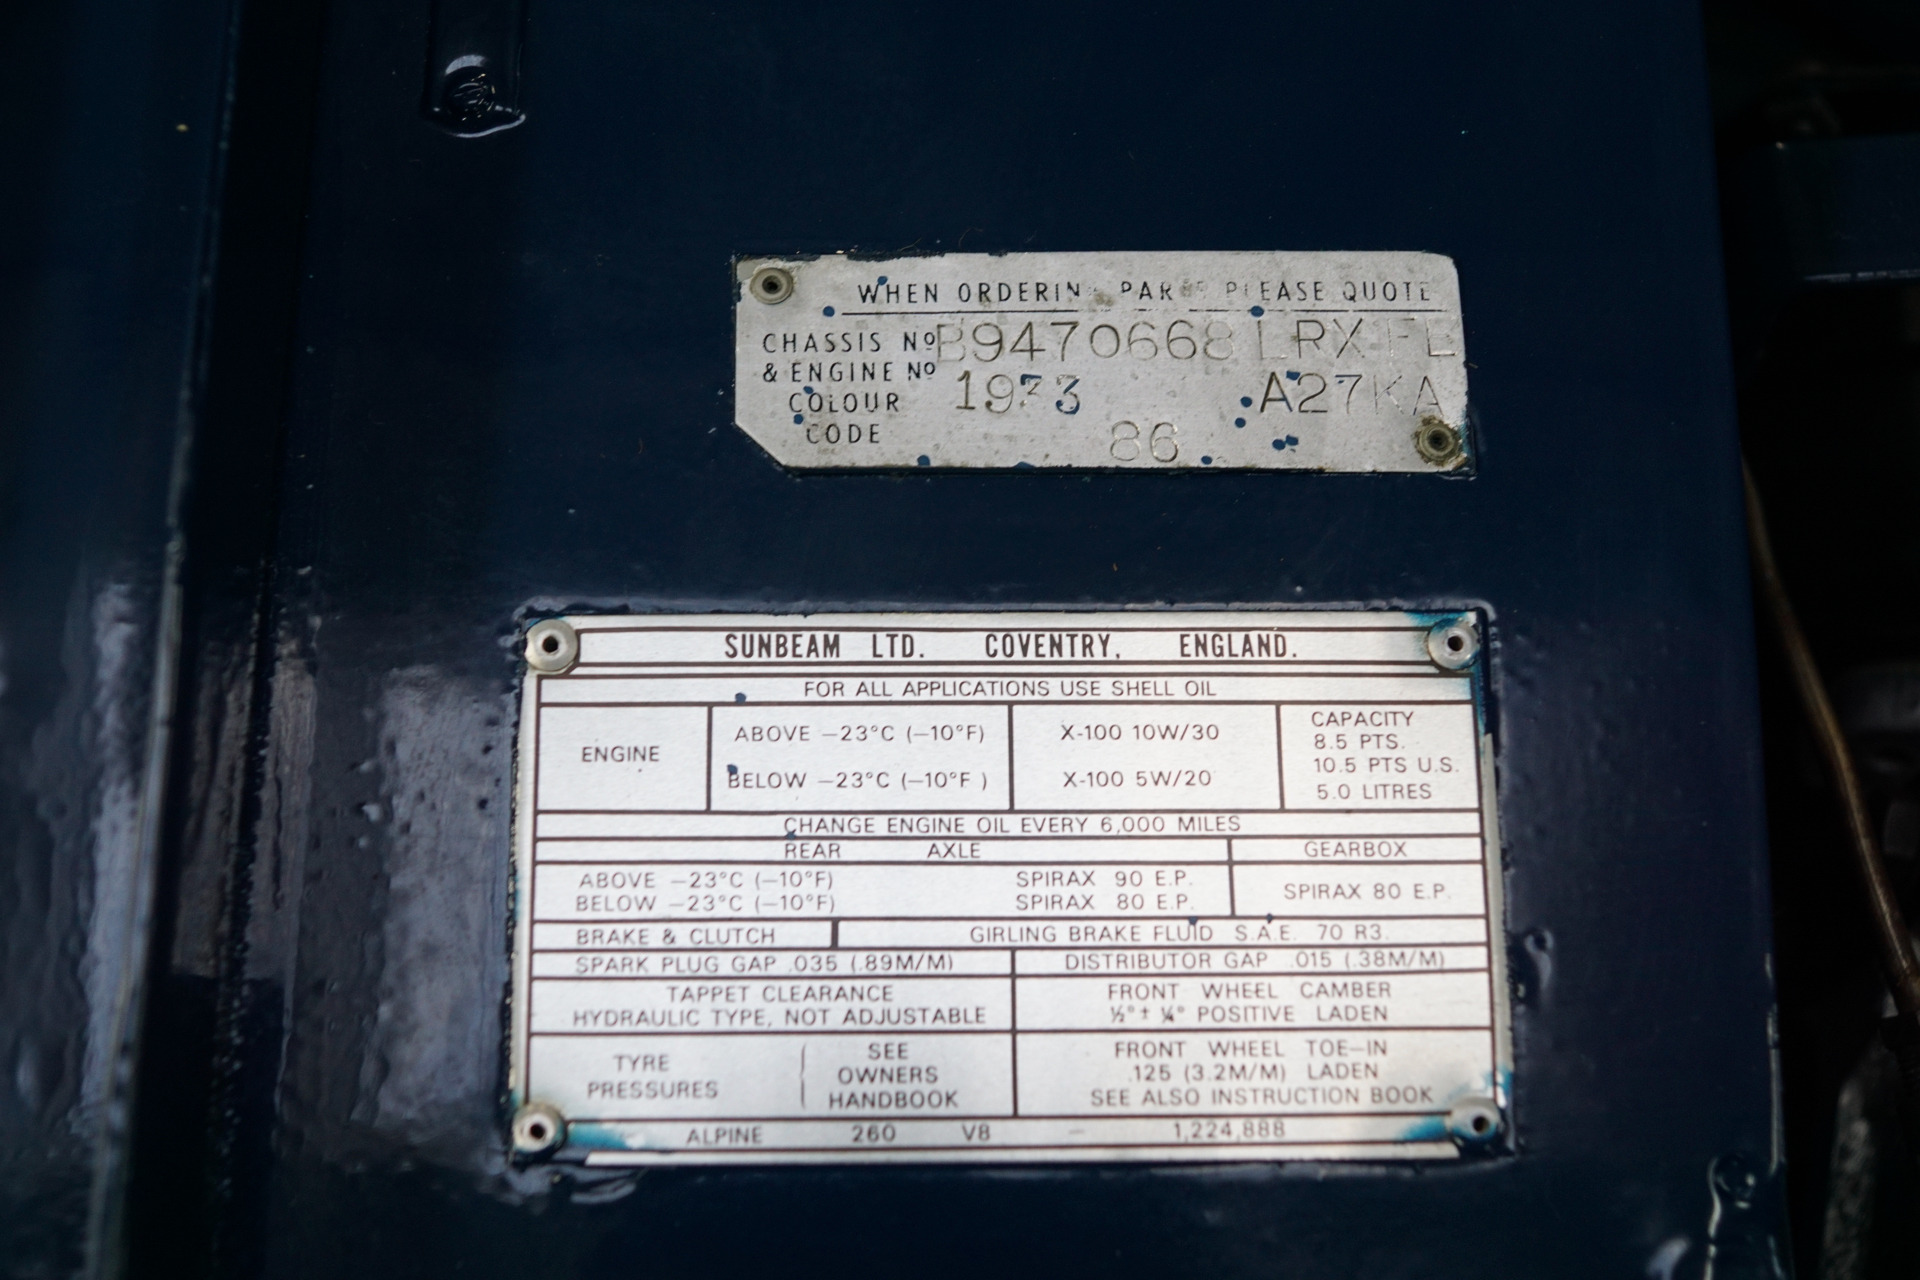 WHEN ORDERING PARTS PLEASE QUOTE
CHASSIS Nº B9470668 LRX FE
& ENGINE Nº 1933 A27KA
COLOUR
CODE 86
SUNBEAM LTD. COVENTRY. ENGLAND.
FOR ALL APPLICATIONS USE SHELL OIL
ENGINE
ABOVE –23°C (–10°F) X-100 10W/30
BELOW –23°C (–10°F ) X-100 5W/20
CAPACITY
8.5 PTS.
10.5 PTS U.S.
5.0 LITRES
CHANGE ENGINE OIL EVERY 6,000 MILES
REAR AXLE GEARBOX
ABOVE –23°C (–10°F) SPIRAX 90 E.P.
BELOW –23°C (–10°F) SPIRAX 80 E.P.
SPIRAX 80 E.P.
BRAKE & CLUTCH GIRLING BRAKE FLUID S.A.E. 70 R3.
SPARK PLUG GAP .035 (.89M/M) DISTRIBUTOR GAP .015 (.38M/M)
TAPPET CLEARANCE
HYDRAULIC TYPE, NOT ADJUSTABLE
FRONT WHEEL CAMBER
½° ± ¼° POSITIVE LADEN
TYRE
PRESSURES
SEE
OWNERS
HANDBOOK
FRONT WHEEL TOE–IN
.125 (3.2M/M) LADEN
SEE ALSO INSTRUCTION BOOK
ALPINE 260 V8 – 1,224,888